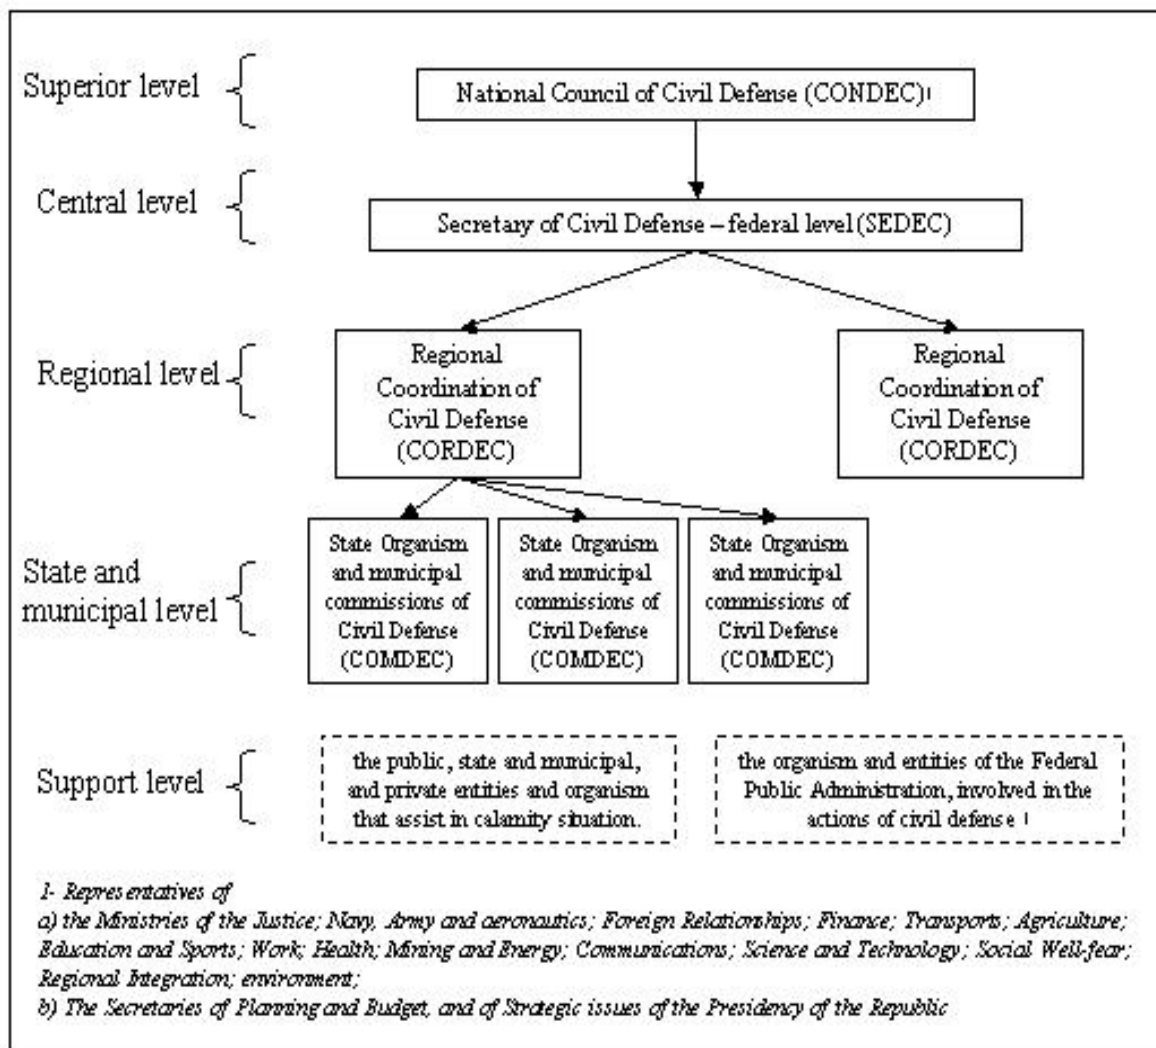 Superior level
National Council of Civil Defense (CONDEC)1
Central level
Secretary of Civil Defense – federal level (SEDEC)
Regional level
Regional
Coordination of
Civil Defense
(CORDEC)
Regional
Coordination of
Civil Defense
(CORDEC)
State and
municipal level
State Organism
and municipal
commissions of
Civil Defense
(COMDEC)
State Organism
and municipal
commissions of
Civil Defense
(COMDEC)
State Organism
and municipal
commissions of
Civil Defense
(COMDEC)
Support level
the public, state and municipal,
and private entities and organism
that assist in calamity situation.
the organism and entities of the Federal
Public Administration, involved in the
actions of civil defense 1
1- Representatives of
a) the Ministries of the Justice; Navy, Army and aeronautics; Foreign Relationships; Finance; Transports; Agriculture;
Education and Sports; Work; Health; Mining and Energy; Communications; Science and Technology; Social Well-fear;
Regional Integration; environment;
b) The Secretaries of Planning and Budget, and of Strategic issues of the Presidency of the Republic